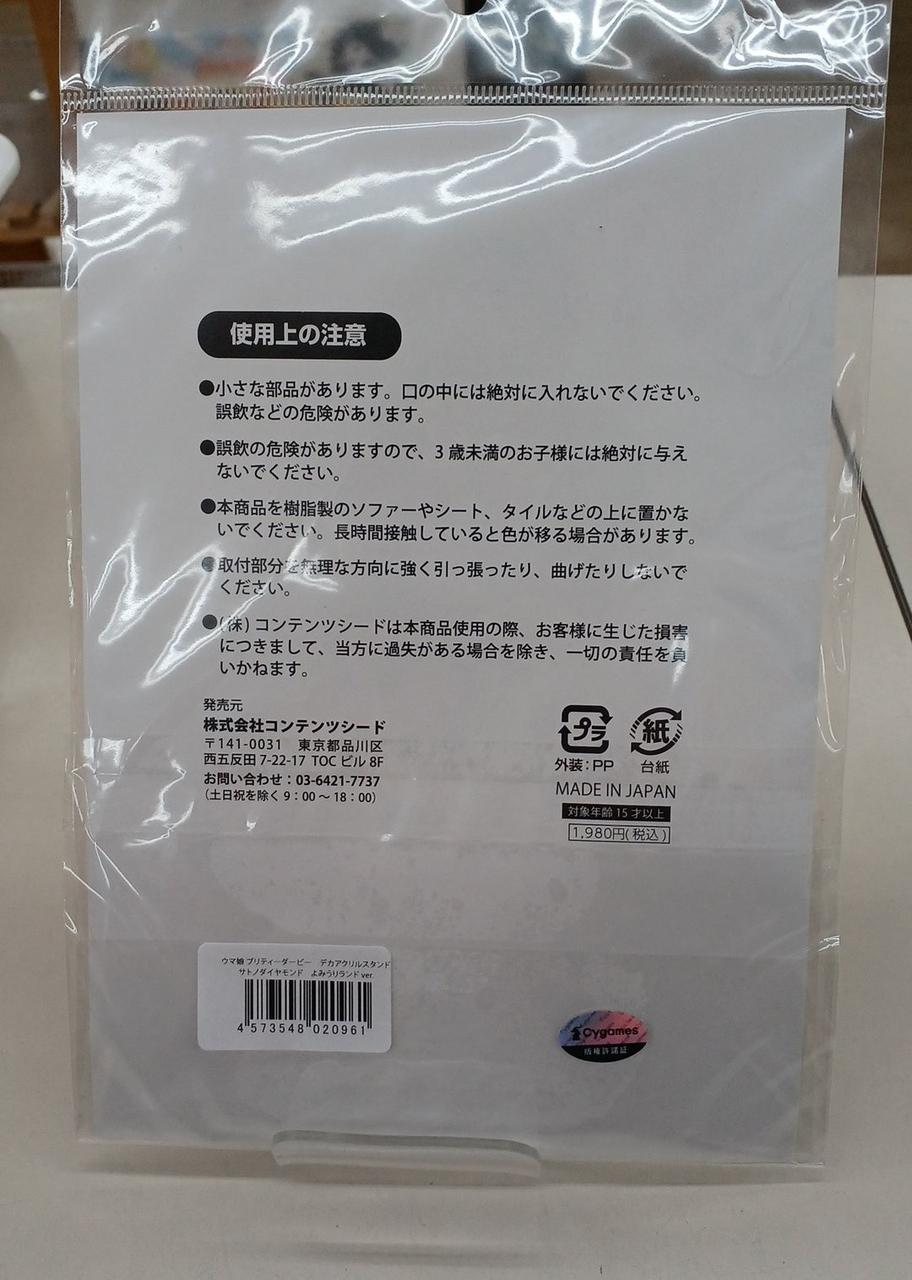 使用上の注意
●小さな部品があります。口の中には絶対に入れないでください。
誤飲などの危険があります。
●誤飲の危険がありますので、3 歳未満のお子様には絶対に与え
ないでください。
●本商品を樹脂製のソファーやシート、タイルなどの上に置かな
いでください。長時間接触していると色が移る場合があります。
●取付部分を無理な方向に強く引っ張ったり、曲げたりしないで
ください。
●(株) コンテンツシードは本商品使用の際、お客様に生じた損害
につきまして、当方に過失がある場合を除き、一切の責任を負
いかねます。
発売元
株式会社コンテンツシード
〒141-0031 東京都品川区
西五反田 7-22-17 TOC ビル 8F
お問い合わせ：03-6421-7737
（土日祝を除く 9：00 〜 18：00）
プラ
紙
外装：PP 台紙
MADE IN JAPAN
対象年齢 15 才以上
1,980円(税込)
ウマ娘 プリティーダービー デカアクリルスタンド
サトノダイヤモンド よみうりランド ver.
4 573548 020961
Cygames
版権許諾証